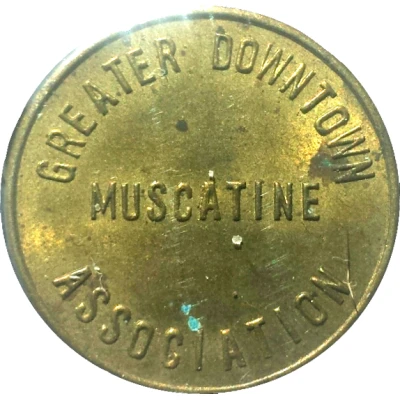 GREATER DOWNTOWN
MUSCATINE
ASSOCIATION